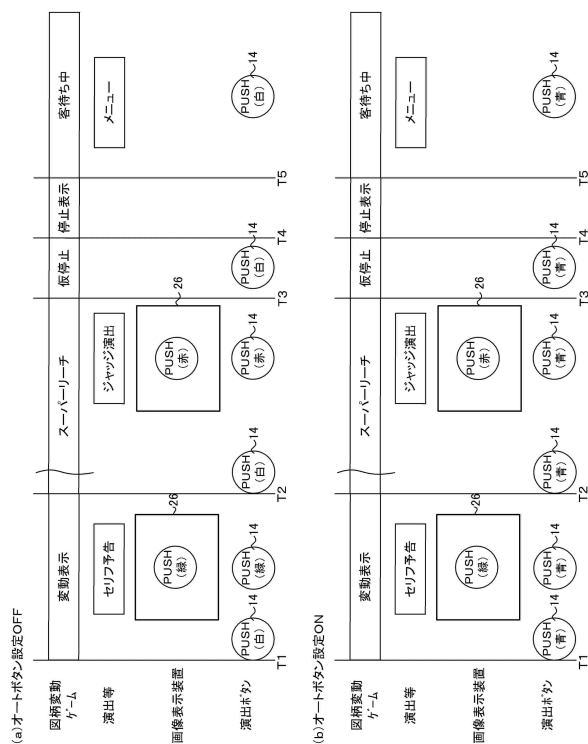 (a)オートボタン設定OFF
図柄変動
ゲーム
変動表示
スーパーリーチ
仮停止
停止表示
客待ち中
演出等
セリフ予告
ジャッジ演出
メニュー
画像表示装置
26
PUSH
(緑)
26
PUSH
(赤)
演出ボタン
14
PUSH
(白)
14
PUSH
(緑)
14
PUSH
(白)
14
PUSH
(赤)
14
PUSH
(白)
14
PUSH
(白)
T1
T2
T3
T4
T5
(b)オートボタン設定ON
図柄変動
ゲーム
変動表示
スーパーリーチ
仮停止
停止表示
客待ち中
演出等
セリフ予告
ジャッジ演出
メニュー
画像表示装置
26
PUSH
(緑)
26
PUSH
(赤)
演出ボタン
14
PUSH
(青)
14
PUSH
(青)
14
PUSH
(青)
14
PUSH
(青)
14
PUSH
(青)
14
PUSH
(青)
T1
T2
T3
T4
T5